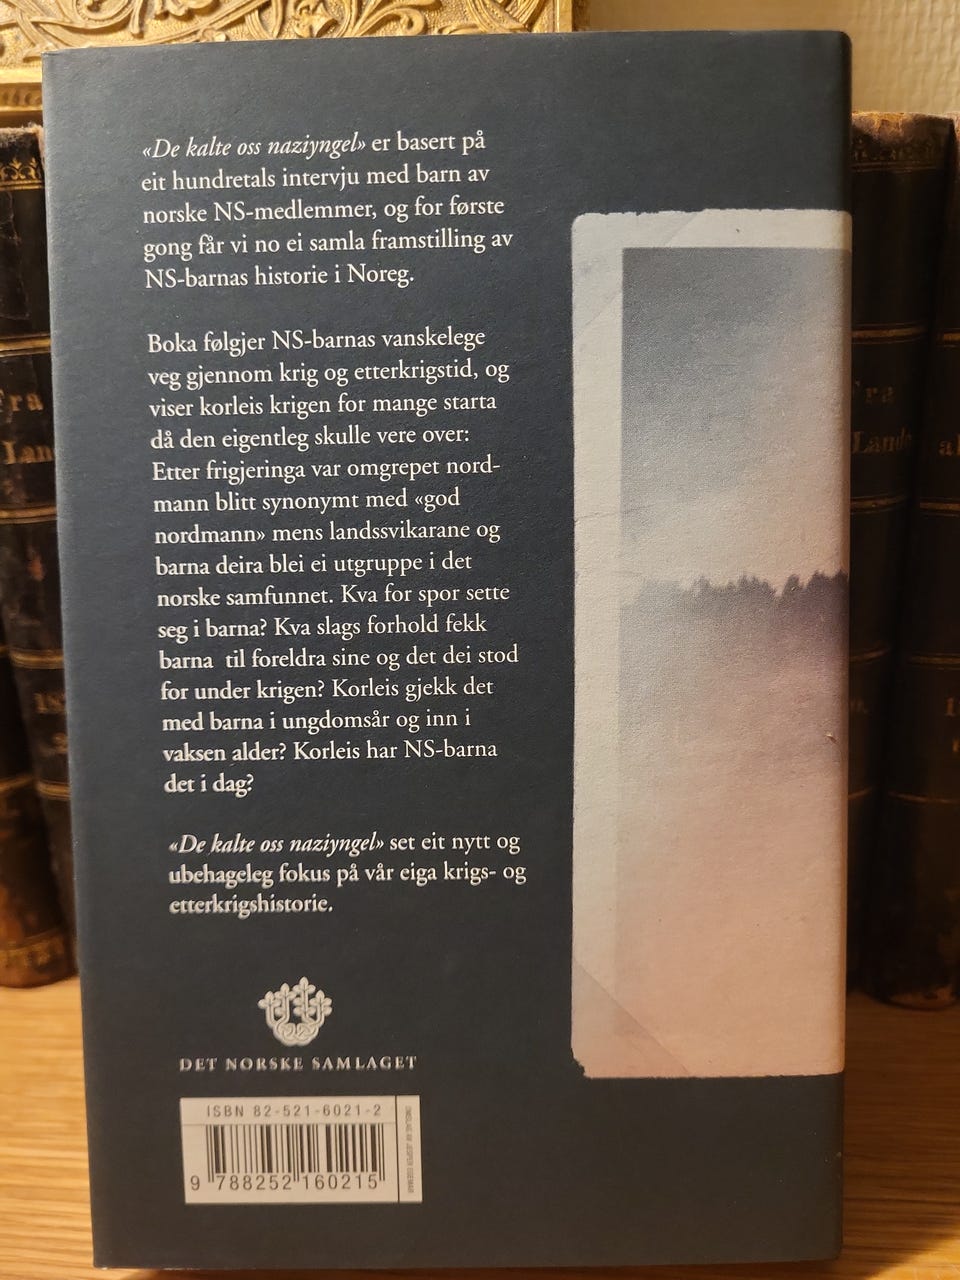 «De kalte oss naziyngel» er basert på
eit hundretals intervju med barn av
norske NS-medlemmer, og for første
gong får vi no ei samla framstilling av
NS-barnas historie i Noreg.
Boka følgjer NS-barnas vanskelege
veg gjennom krig og etterkrigstid, og
viser korleis krigen for mange starta
då den eigentleg skulle vere over:
Etter frigjeringa var omgrepet nord-
mann blitt synonymt med «god
nordmann» mens landssvikarane og
barna deira blei ei utgruppe i det
norske samfunnet. Kva for spor sette
seg i barna? Kva slags forhold fekk
barna til foreldra sine og det dei stod
for under krigen? Korleis gjekk det
med barna i ungdomsår og inn i
vaksen alder? Korleis har NS-barna
det i dag?
«De kalte oss naziyngel» set eit nytt og
ubehageleg fokus på vår eiga krigs- og
etterkrigshistorie.
DET NORSKE SAMLAGET
ISBN 82-521-6021-2
9 788252 160215
OMSLAG AV JESPER EGEMAR
Fra
Lande